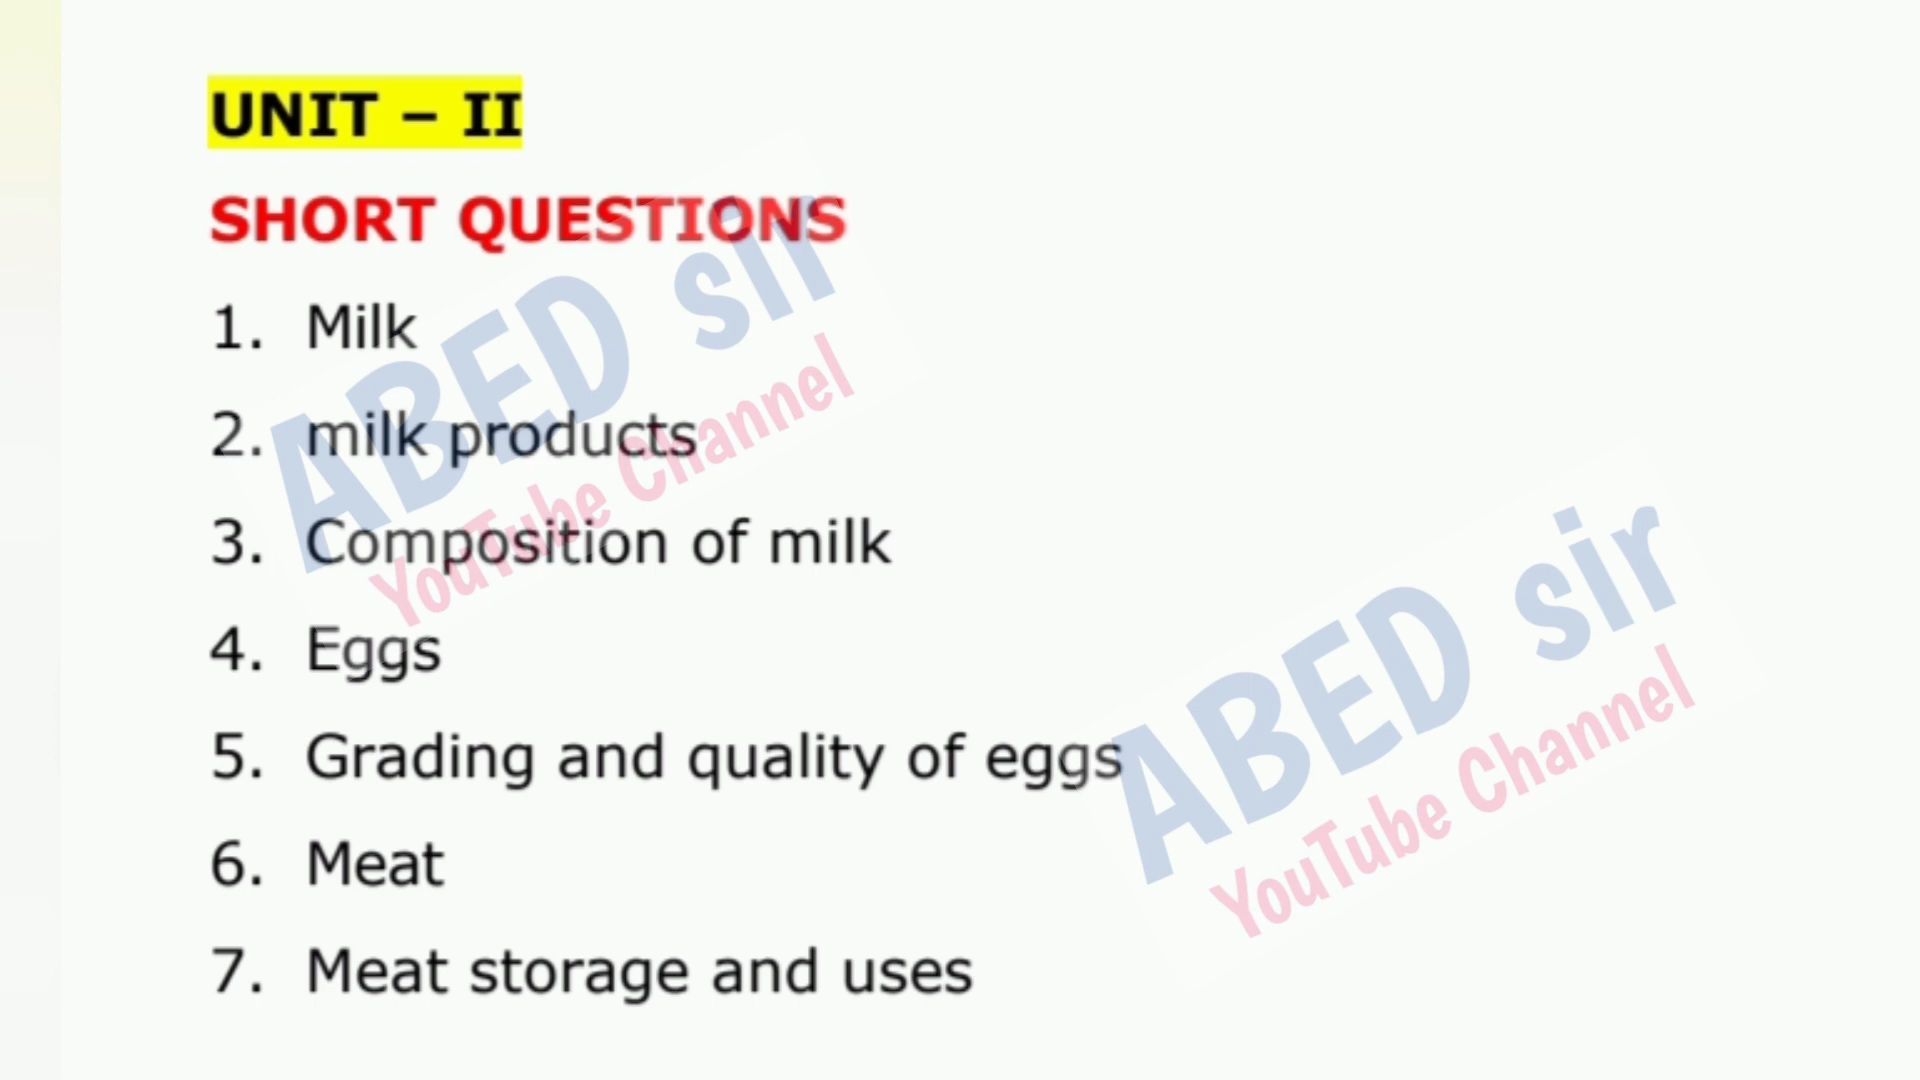 UNIT – II
SHORT QUESTIONS
1. Milk
2. milk products
3. Composition of milk
4. Eggs
5. Grading and quality of eggs
6. Meat
7. Meat storage and uses
ABED sir
YouTube Channel
ABED sir
YouTube Channel